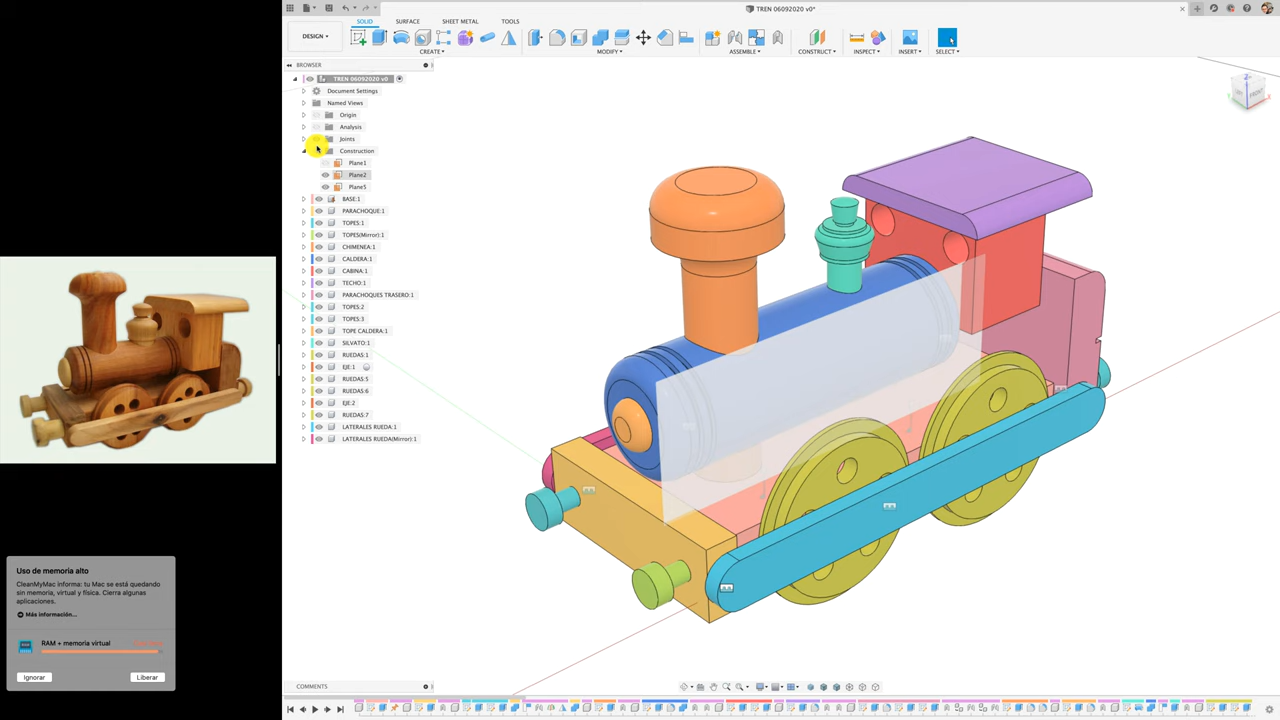 TREN 06092020 v0*
SOLID
SURFACE
SHEET METAL
TOOLS
DESIGN
CREATE
MODIFY
ASSEMBLE
CONSTRUCT
INSPECT
INSERT
SELECT
BROWSER
TREN 06092020 v0
Document Settings
Named Views
Origin
Analysis
Joints
Construction
Plane1
Plane2
Plane5
BASE:1
PARACHOQUE:1
TOPES:1
TOPES(Mirror):1
CHIMENEA:1
CALDERA:1
CABINA:1
TECHO:1
PARACHOQUES TRASERO:1
TOPES:2
TOPES:3
TOPE CALDERA:1
SILVATO:1
RUEDAS:1
EJE:1
RUEDAS:5
RUEDAS:6
EJE:2
RUEDAS:7
LATERALES RUEDA:1
LATERALES RUEDA(Mirror):1
Uso de memoria alto
CleanMyMac informa: tu Mac se está quedando
sin memoria, virtual y física. Cierra algunas
aplicaciones.
Más información...
RAM + memoria virtual
Ignorar
Liberar
COMMENTS